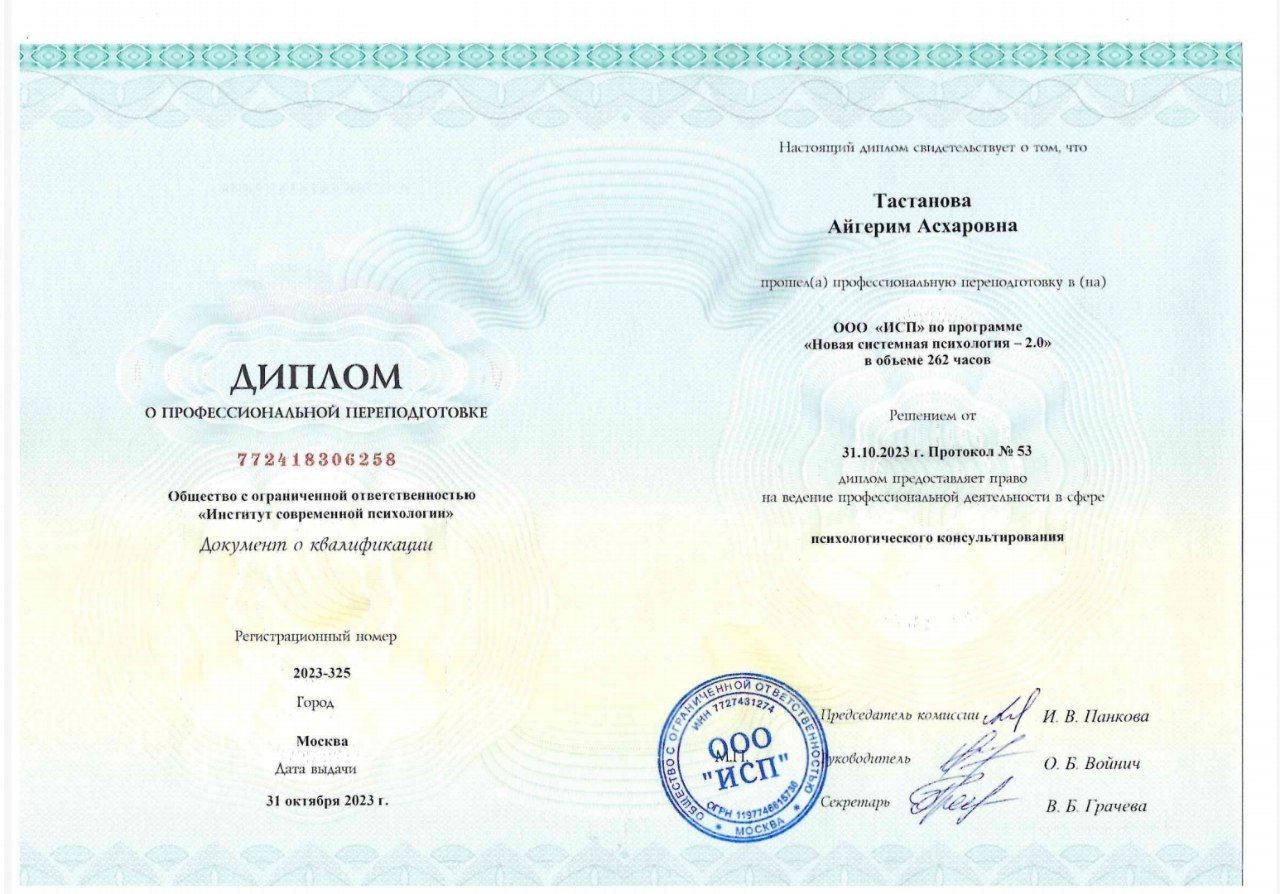 ДИПЛОМ
О ПРОФЕССИОНАЛЬНОЙ ПЕРЕПОДГОТОВКЕ
772418306258
Общество с ограниченной ответственностью
«Институт современной психологии»
Документ о квалификации
Регистрационный номер
2023-325
Город
Москва
Дата выдачи
31 октября 2023 г.
Настоящий диплом свидетельствует о том, что
Тастанова
Айгерим Асхаровна
прошел(а) профессиональную переподготовку в (на)
ООО «ИСП» по программе
«Новая системная психология – 2.0»
в объеме 262 часов
Решением от
31.10.2023 г. Протокол № 53
диплом предоставляет право
на ведение профессиональной деятельности в сфере
психологического консультирования
Председатель комиссии И. В. Панкова
Руководитель О. Б. Войнич
Секретарь В. Б. Грачева
М.П.
ОБЩЕСТВО С ОГРАНИЧЕННОЙ ОТВЕТСТВЕННОСТЬЮ
ИНН 7727431274
ООО
"ИСП"
ОГРН
МОСКВА